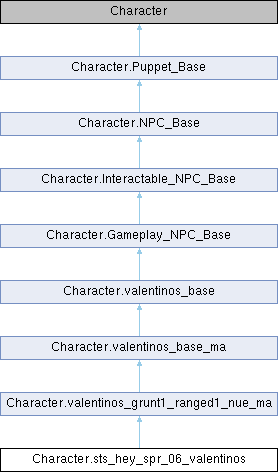 Character
Character.Puppet_Base
Character.NPC_Base
Character.Interactable_NPC_Base
Character.Gameplay_NPC_Base
Character.valentinos_base
Character.valentinos_base_ma
Character.valentinos_grunt1_ranged1_nue_ma
Character.sts_hey_spr_06_valentinos